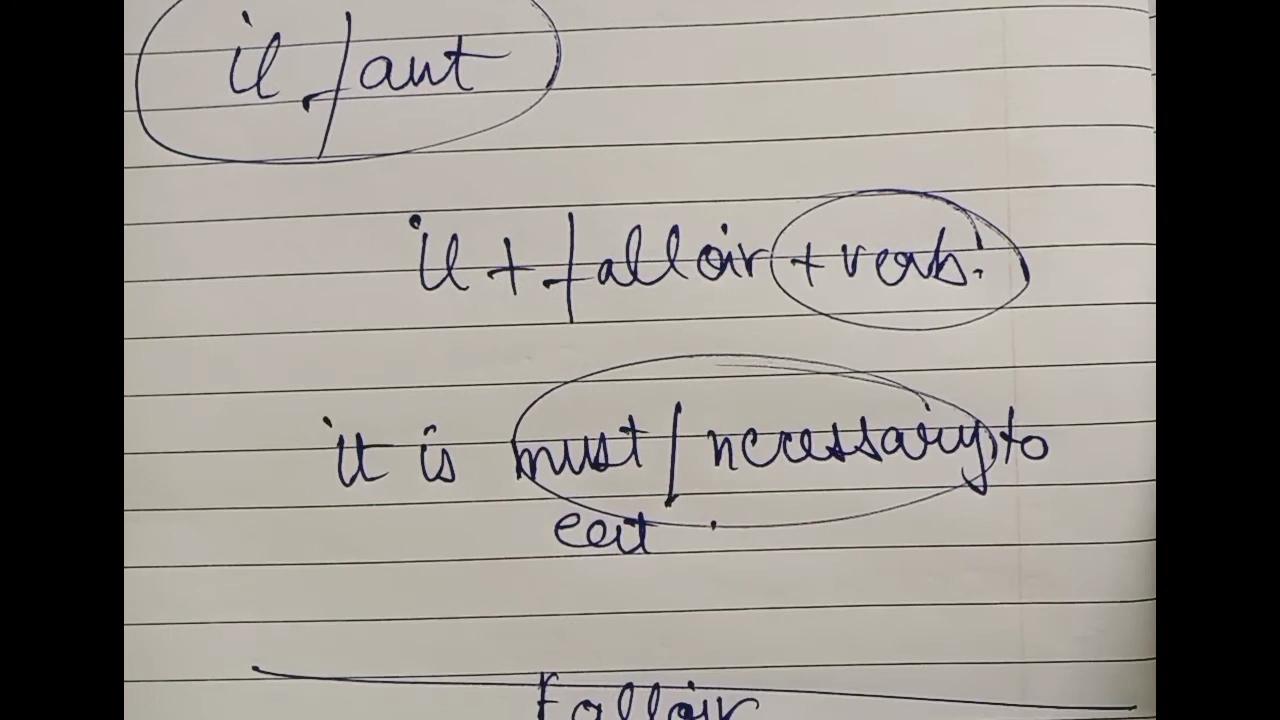 il faut
il + falloir + verb.
it is must / necessary to
eat .
Falloir